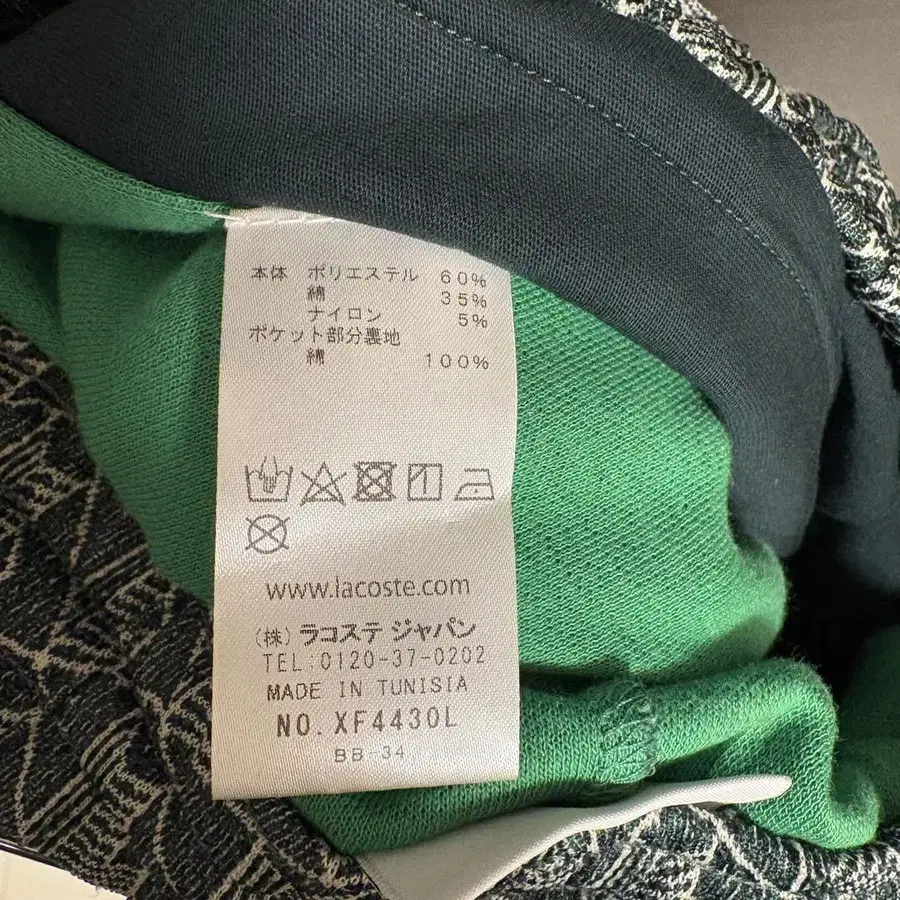 本体 ポリエステル 60%
綿 35%
ナイロン 5%
ポケット部分裏地
綿 100%
www.lacoste.com
(株) ラコステ ジャパン
TEL:0120-37-0202
MADE IN TUNISIA
NO. XF4430L
BB-34